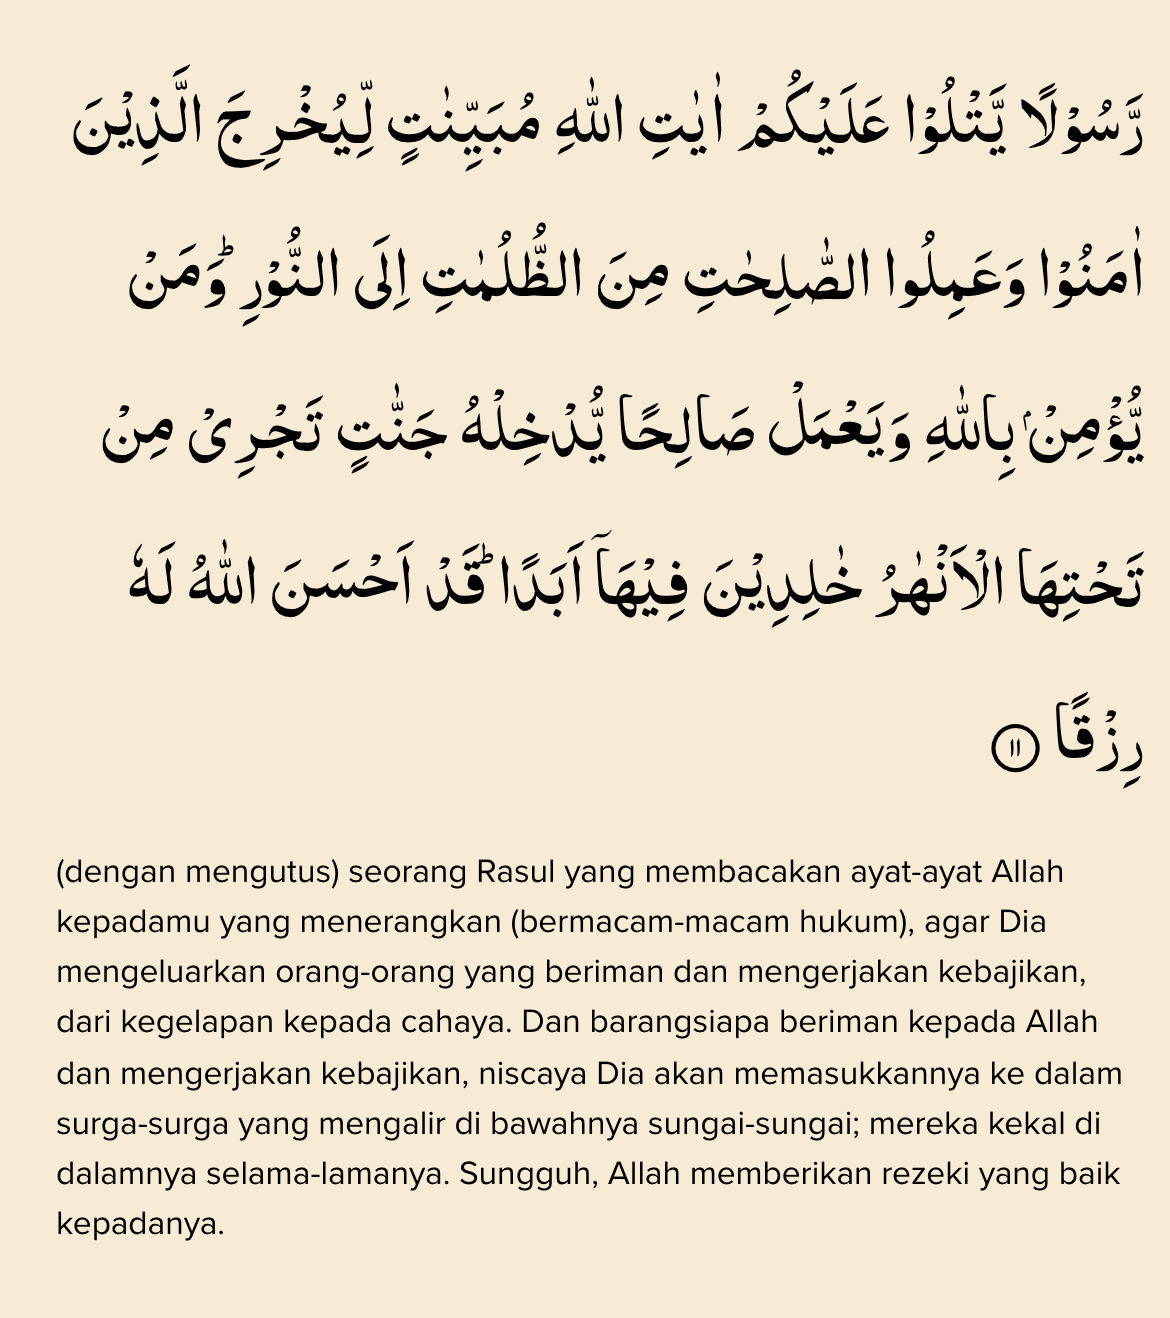 رَّسُوْلًا يَّتْلُوْا عَلَيْكُمْ اٰيٰتِ اللّٰهِ مُبَيِّنٰتٍ لِّيُخْرِجَ الَّذِيْنَ
اٰمَنُوْا وَعَمِلُوا الصّٰلِحٰتِ مِنَ الظُّلُمٰتِ اِلَى النُّوْرِۗ وَمَنْ
يُّؤْمِنْۢ بِاللّٰهِ وَيَعْمَلْ صَالِحًا يُّدْخِلْهُ جَنّٰتٍ تَجْرِيْ مِنْ
تَحْتِهَا الْاَنْهٰرُ خٰلِدِيْنَ فِيْهَآ اَبَدًاۗ قَدْ اَحْسَنَ اللّٰهُ لَهٗ
رِزْقًا ١١
(dengan mengutus) seorang Rasul yang membacakan ayat-ayat Allah
kepadamu yang menerangkan (bermacam-macam hukum), agar Dia
mengeluarkan orang-orang yang beriman dan mengerjakan kebajikan,
dari kegelapan kepada cahaya. Dan barangsiapa beriman kepada Allah
dan mengerjakan kebajikan, niscaya Dia akan memasukkannya ke dalam
surga-surga yang mengalir di bawahnya sungai-sungai; mereka kekal di
dalamnya selama-lamanya. Sungguh, Allah memberikan rezeki yang baik
kepadanya.